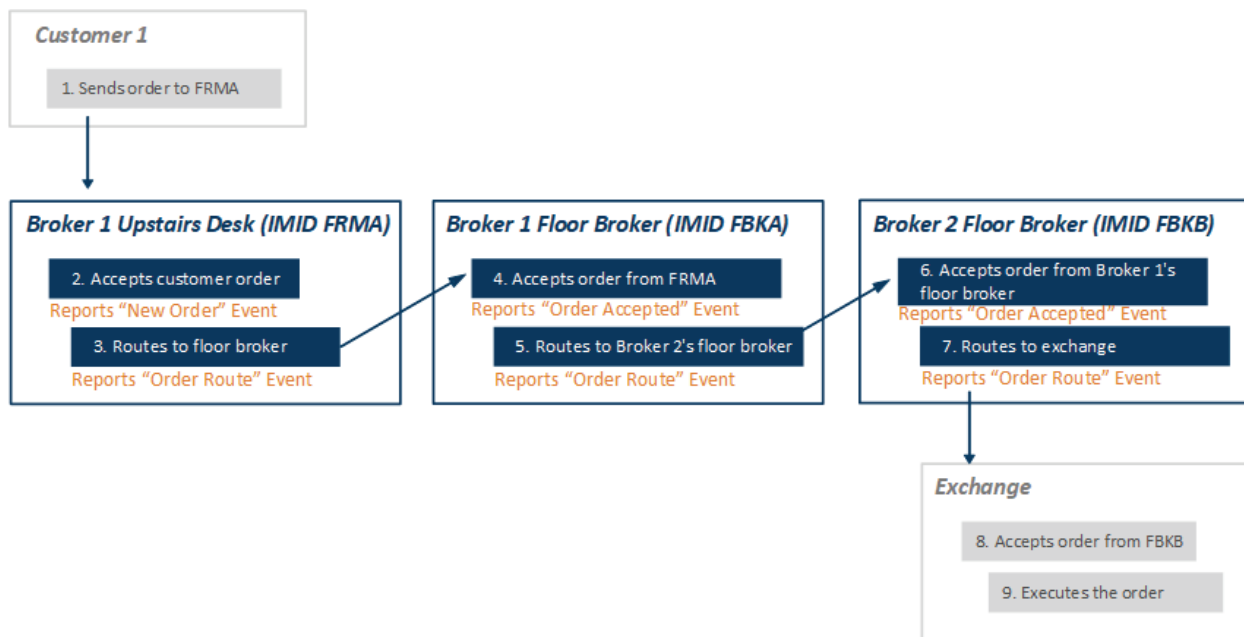 Customer 1
1. Sends order to FRMA
Broker 1 Upstairs Desk (IMID FRMA)
2. Accepts customer order
Reports “New Order” Event
3. Routes to floor broker
Reports “Order Route” Event
Broker 1 Floor Broker (IMID FBKA)
4. Accepts order from FRMA
Reports “Order Accepted” Event
5. Routes to Broker 2's floor broker
Reports “Order Route” Event
Broker 2 Floor Broker (IMID FBKB)
6. Accepts order from Broker 1's
floor broker
Reports “Order Accepted” Event
7. Routes to exchange
Reports “Order Route” Event
Exchange
8. Accepts order from FBKB
9. Executes the order